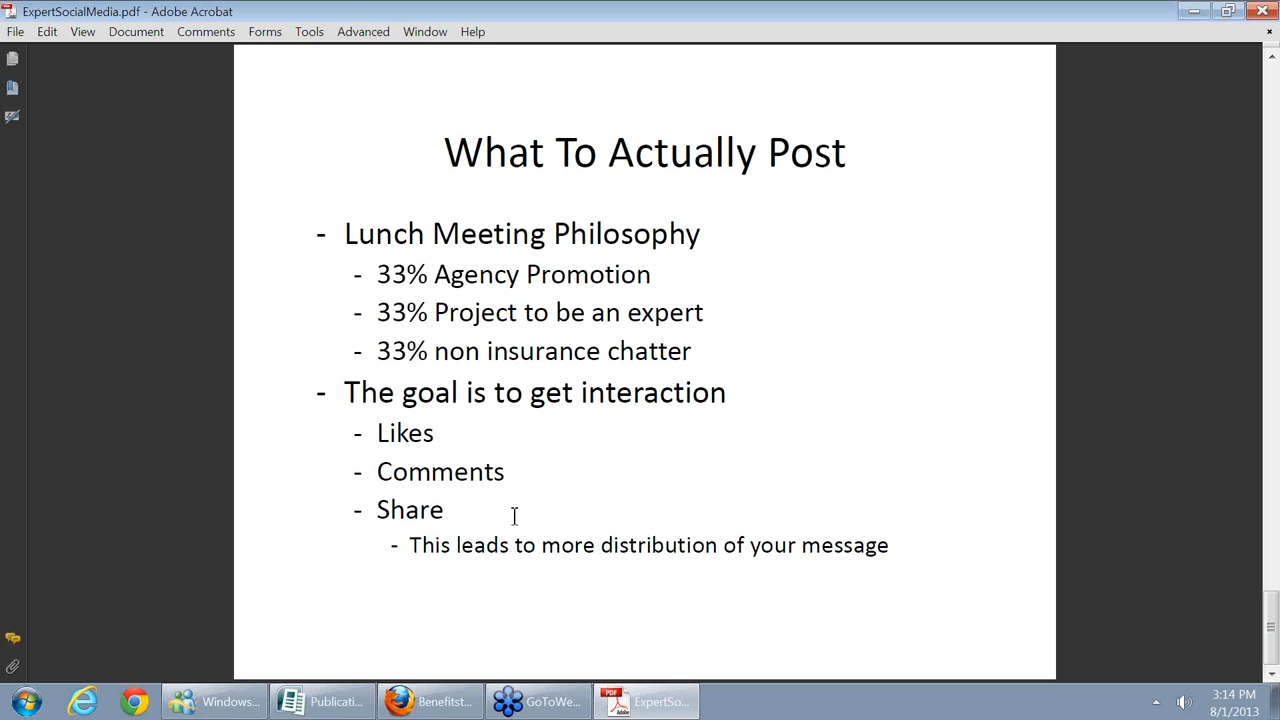 ExpertSocialMedia.pdf - Adobe Acrobat
File Edit View Document Comments Forms Tools Advanced Window Help
What To Actually Post
- Lunch Meeting Philosophy
- 33% Agency Promotion
- 33% Project to be an expert
- 33% non insurance chatter
- The goal is to get interaction
- Likes
- Comments
- Share
- This leads to more distribution of your message
Windows... Publicati... Benefitst... GoToWe... ExpertSo...
3:14 PM
8/1/2013